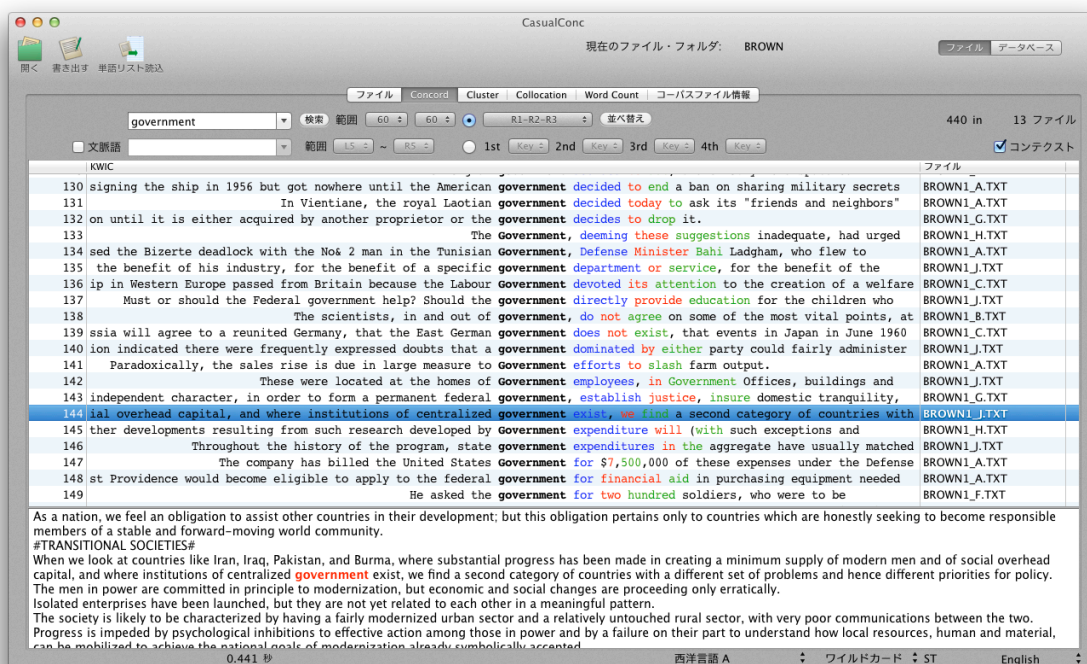 CasualConc
現在のファイル・フォルダ: BROWN
ファイル データベース
開く 書き出す 単語リスト読込
ファイル Concord Cluster Collocation Word Count コーパスファイル情報
government 検索 範囲 60 60 R1-R2-R3 並べ替え 440 in 13 ファイル
文脈語 範囲 L5 ~ R5 1st Key 2nd Key 3rd Key 4th Key コンテクスト
KWIC ファイル
130 signing the ship in 1956 but got nowhere until the American government decided to end a ban on sharing military secrets BROWN1_A.TXT
131 In Vientiane, the royal Laotian government decided today to ask its "friends and neighbors" BROWN1_A.TXT
132 on until it is either acquired by another proprietor or the government decides to drop it. BROWN1_G.TXT
133 The Government, deeming these suggestions inadequate, had urged BROWN1_H.TXT
134 sed the Bizerte deadlock with the No& 2 man in the Tunisian Government, Defense Minister Bahi Ladgham, who flew to BROWN1_A.TXT
135 the benefit of his industry, for the benefit of a specific government department or service, for the benefit of the BROWN1_J.TXT
136 ip in Western Europe passed from Britain because the Labour Government devoted its attention to the creation of a welfare BROWN1_C.TXT
137 Must or should the Federal government help? Should the government directly provide education for the children who BROWN1_J.TXT
138 The scientists, in and out of government, do not agree on some of the most vital points, at BROWN1_B.TXT
139 ssia will agree to a reunited Germany, that the East German government does not exist, that events in Japan in June 1960 BROWN1_C.TXT
140 ion indicated there were frequently expressed doubts that a government dominated by either party could fairly administer BROWN1_J.TXT
141 Paradoxically, the sales rise is due in large measure to Government efforts to slash farm output. BROWN1_A.TXT
142 These were located at the homes of Government employees, in Government Offices, buildings and BROWN1_J.TXT
143 independent character, in order to form a permanent federal government, establish justice, insure domestic tranquility, BROWN1_G.TXT
144 ial overhead capital, and where institutions of centralized government exist, we find a second category of countries with BROWN1_J.TXT
145 ther developments resulting from such research developed by Government expenditure will (with such exceptions and BROWN1_H.TXT
146 Throughout the history of the program, state government expenditures in the aggregate have usually matched BROWN1_J.TXT
147 The company has billed the United States Government for $7,500,000 of these expenses under the Defense BROWN1_A.TXT
148 st Providence would become eligible to apply to the federal government for financial aid in purchasing equipment needed BROWN1_A.TXT
149 He asked the government for two hundred soldiers, who were to be BROWN1_F.TXT
As a nation, we feel an obligation to assist other countries in their development; but this obligation pertains only to countries which are honestly seeking to become responsible
members of a stable and forward-moving world community.
#TRANSITIONAL SOCIETIES#
When we look at countries like Iran, Iraq, Pakistan, and Burma, where substantial progress has been made in creating a minimum supply of modern men and of social overhead
capital, and where institutions of centralized government exist, we find a second category of countries with a different set of problems and hence different priorities for policy.
The men in power are committed in principle to modernization, but economic and social changes are proceeding only erratically.
Isolated enterprises have been launched, but they are not yet related to each other in a meaningful pattern.
The society is likely to be characterized by having a fairly modernized urban sector and a relatively untouched rural sector, with very poor communications between the two.
Progress is impeded by psychological inhibitions to effective action among those in power and by a failure on their part to understand how local resources, human and material,
can be mobilized to achieve the national goals of modernization already symbolically accepted.
0.441 秒 西洋言語 A ワイルドカード ST English